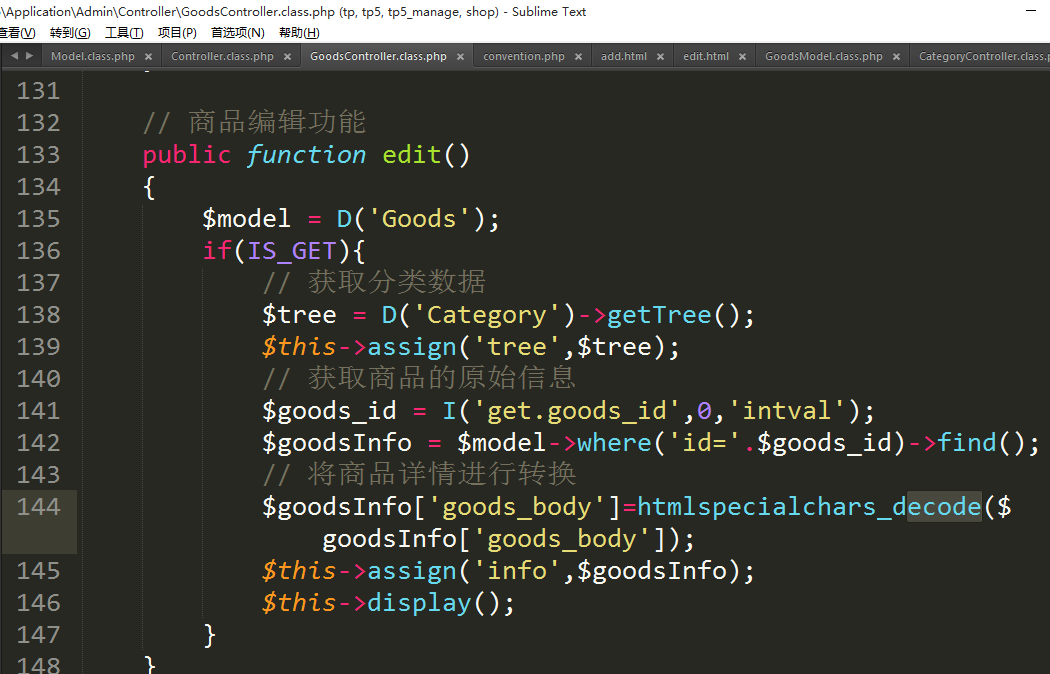 \Application\Admin\Controller\GoodsController.class.php (tp, tp5, tp5_manage, shop) - Sublime Text
查看(V) 转到(G) 工具(T) 项目(P) 首选项(N) 帮助(H)
Model.class.php × Controller.class.php × GoodsController.class.php × convention.php × add.html × edit.html × GoodsModel.class.php × CategoryController.class.p
131
132 // 商品编辑功能
133 public function edit()
134 {
135 $model = D('Goods');
136 if(IS_GET){
137 // 获取分类数据
138 $tree = D('Category')->getTree();
139 $this->assign('tree',$tree);
140 // 获取商品的原始信息
141 $goods_id = I('get.goods_id',0,'intval');
142 $goodsInfo = $model->where('id='.$goods_id)->find();
143 // 将商品详情进行转换
144 $goodsInfo['goods_body']=htmlspecialchars_decode($
goodsInfo['goods_body']);
145 $this->assign('info',$goodsInfo);
146 $this->display();
147 }
148 }